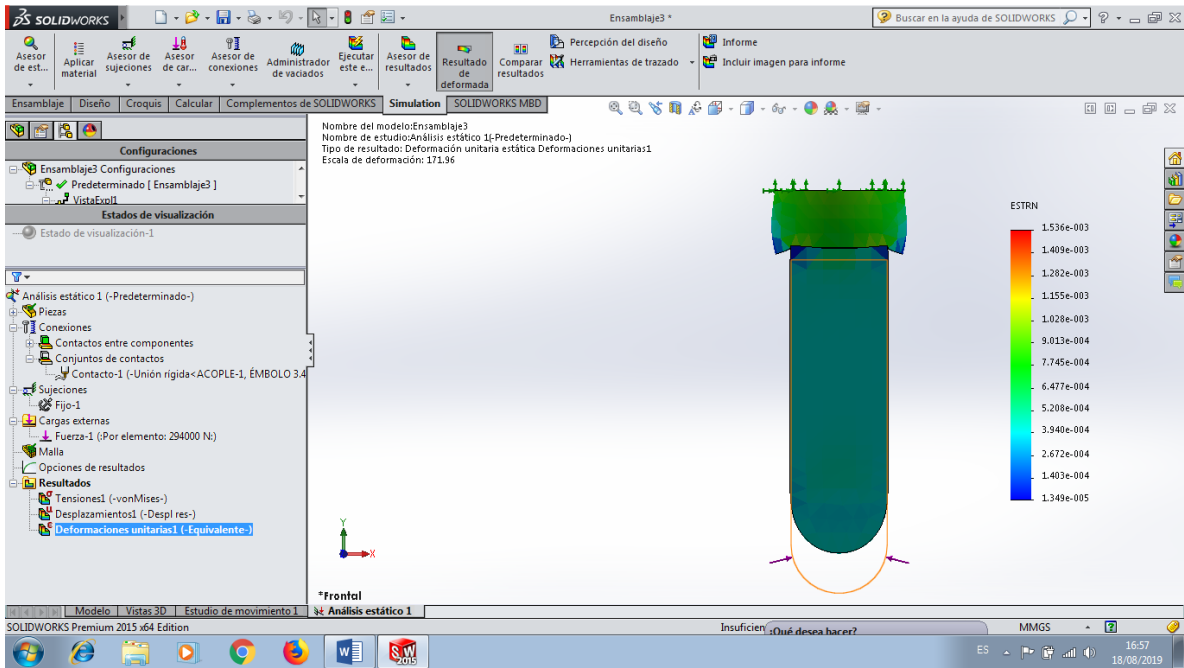 SOLIDWORKS
Ensamblaje3 *
Buscar en la ayuda de SOLIDWORKS
Asesor de est...
Aplicar material
Asesor de sujeciones
Asesor de car...
Asesor de conexiones
Administrador de vaciados
Ejecutar este e...
Asesor de resultados
Resultado de deformada
Comparar resultados
Percepción del diseño
Herramientas de trazado
Informe
Incluir imagen para informe
Ensamblaje Diseño Croquis Calcular Complementos de SOLIDWORKS Simulation SOLIDWORKS MBD
Configuraciones
Ensamblaje3 Configuraciones
Predeterminado [ Ensamblaje3 ]
VistaExpl1
Estados de visualización
Estado de visualización-1
Análisis estático 1 (-Predeterminado-)
Piezas
Conexiones
Contactos entre componentes
Conjuntos de contactos
Contacto-1 (-Unión rígida<ACOPLE-1, ÉMBOLO 3.4
Sujeciones
Fijo-1
Cargas externas
Fuerza-1 (:Por elemento: 294000 N:)
Malla
Opciones de resultados
Resultados
Tensiones1 (-vonMises-)
Desplazamientos1 (-Despl res-)
Deformaciones unitarias1 (-Equivalente-)
Nombre del modelo:Ensamblaje3
Nombre de estudio:Análisis estático 1(-Predeterminado-)
Tipo de resultado: Deformación unitaria estática Deformaciones unitarias1
Escala de deformación: 171.96
ESTRN
1.536e-003
1.409e-003
1.282e-003
1.155e-003
1.028e-003
9.013e-004
7.745e-004
6.477e-004
5.208e-004
3.940e-004
2.672e-004
1.403e-004
1.349e-005
Y
X
*Frontal
Modelo Vistas 3D Estudio de movimiento 1 Análisis estático 1
SOLIDWORKS Premium 2015 x64 Edition
Insuficien
¿Qué desea hacer?
MMGS
ES
16:57
18/08/2019